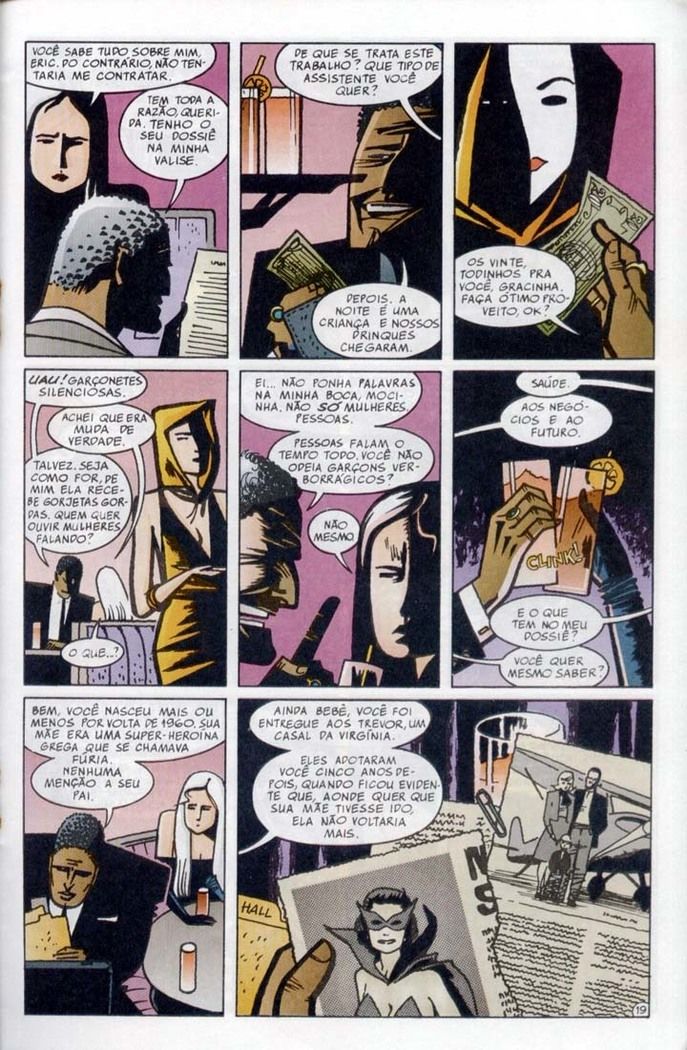 VOCÊ SABE TUDO SOBRE MIM,
ERIC. DO CONTRÁRIO, NÃO TEN-
TARIA ME CONTRATAR.
TEM TODA A
RAZÃO, QUERI-
DA. TENHO O
SEU DOSSIÊ
NA MINHA
VALISE.
DE QUE SE TRATA ESTE
TRABALHO? QUE TIPO DE
ASSISTENTE VOCÊ
QUER?
DEPOIS. A
NOITE É UMA
CRIANÇA E NOSSOS
DRINQUES
CHEGARAM.
OS VINTE,
TODINHOS PRA
VOCÊ, GRACINHA.
FAÇA ÓTIMO PRO-
VEITO, OK?
UAU! GARÇONETES
SILENCIOSAS.
ACHEI QUE ERA
MUDA DE
VERDADE.
TALVEZ. SEJA
COMO FOR, DE
MIM ELA RECE-
BE GORJETAS GOR-
DAS. QUEM QUER
OUVIR MULHERES
FALANDO?
O QUE..?
EI... NÃO PONHA PALAVRAS
NA MINHA BOCA, MOCI-
NHA. NÃO SÓ MULHERES.
PESSOAS.
PESSOAS FALAM O
TEMPO TODO. VOCÊ NÃO
ODEIA GARÇONS VER-
BORRÁGICOS?
NÃO
MESMO.
SAÚDE.
AOS NEGÓ-
CIOS E AO
FUTURO.
CLINK!
E O QUE
TEM NO MEU
DOSSIÊ?
VOCÊ QUER
MESMO SABER?
BEM, VOCÊ NASCEU MAIS OU
MENOS POR VOLTA DE 1960. SUA
MÃE ERA UMA SUPER-HEROÍNA
GREGA QUE SE CHAMAVA
FÚRIA.
NENHUMA
MENÇÃO A SEU
PAI.
AINDA BEBÊ, VOCÊ FOI
ENTREGUE AOS TREVOR, UM
CASAL DA VIRGÍNIA.
ELES ADOTARAM
VOCÊ CINCO ANOS DE-
POIS, QUANDO FICOU EVIDEN-
TE QUE, AONDE QUER QUE
SUA MÃE TIVESSE IDO,
ELA NÃO VOLTARIA
MAIS.
HALL
19